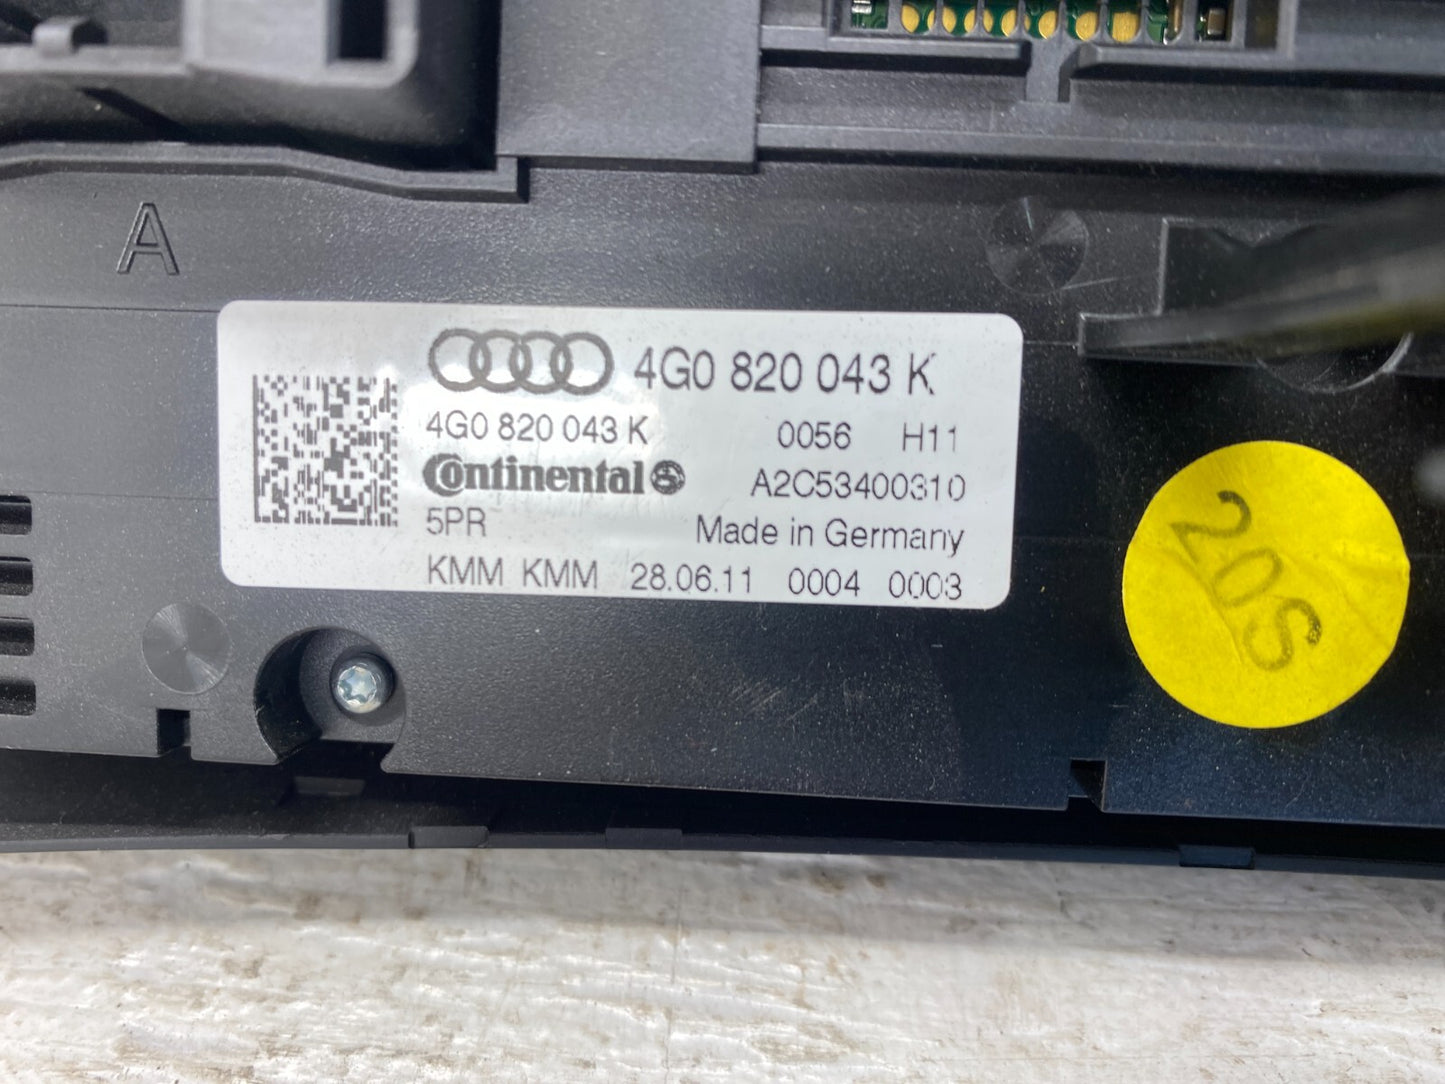 A
4G0 820 043 K
4G0 820 043 K 0056 H11
Continental A2C53400310
5PR Made in Germany
KMM KMM 28.06.11 0004 0003
20S